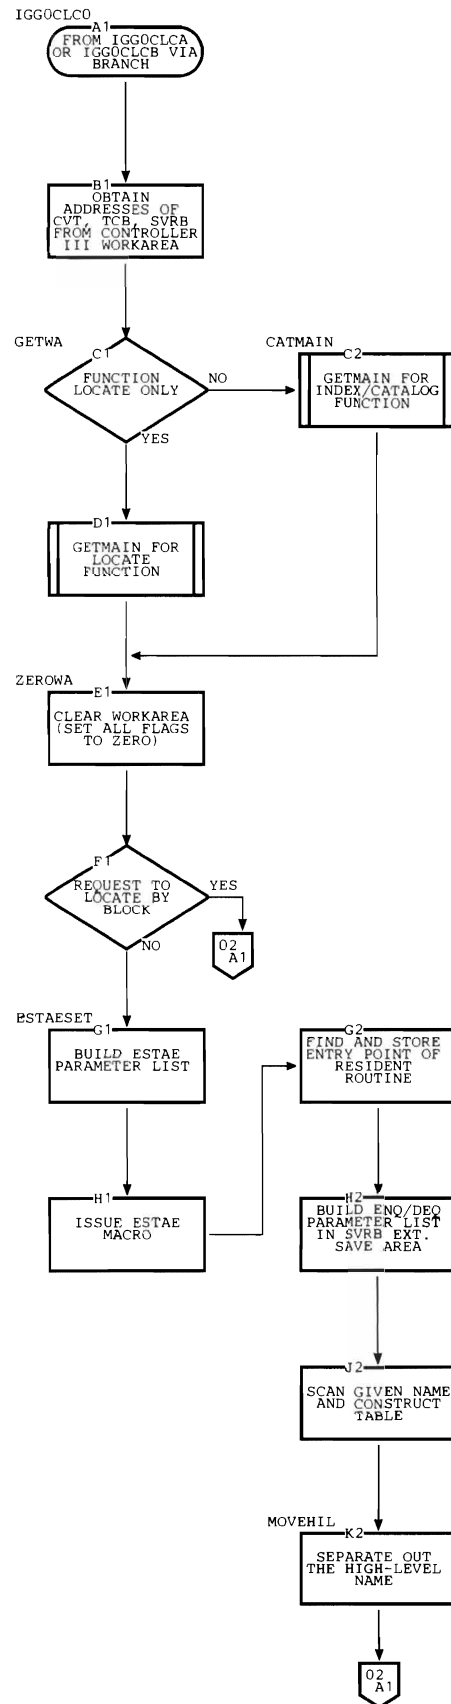 IGG0CLC0
A1
FROM IGG0CLCA
OR IGG0CLCB VIA
BRANCH
B1
OBTAIN
ADDRESSES OF
CVT, TCB, SVRB
FROM CONTROLLER
III WORKAREA
GETWA
C1
FUNCTION
LOCATE ONLY
NO
YES
CATMAIN
C2
GETMAIN FOR
INDEX/CATALOG
FUNCTION
D1
GETMAIN FOR
LOCATE
FUNCTION
ZEROWA
E1
CLEAR WORKAREA
(SET ALL FLAGS
TO ZERO)
F1
REQUEST TO
LOCATE BY
BLOCK
YES
02
A1
NO
ESTAESET
G1
BUILD ESTAE
PARAMETER LIST
H1
ISSUE ESTAE
MACRO
G2
FIND AND STORE
ENTRY POINT OF
RESIDENT
ROUTINE
H2
BUILD ENQ/DEQ
PARAMETER LIST
IN SVRB EXT.
SAVE AREA
J2
SCAN GIVEN NAME
AND CONSTRUCT
TABLE
MOVEHIL
K2
SEPARATE OUT
THE HIGH-LEVEL
NAME
02
A1